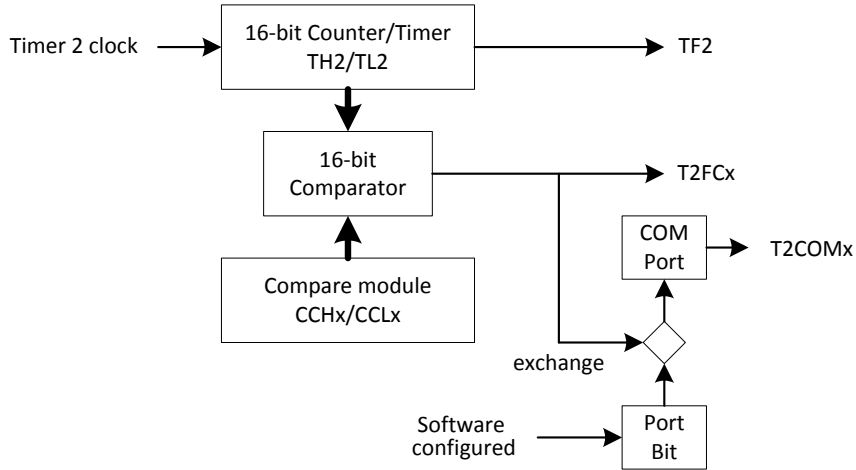 16-bit Counter/Timer
TH2/TL2
Timer 2 clock
TF2
16-bit
Comparator
T2FCx
COM
Port
T2COMx
Compare module
CCHx/CCLx
exchange
Software
configured
Port
Bit